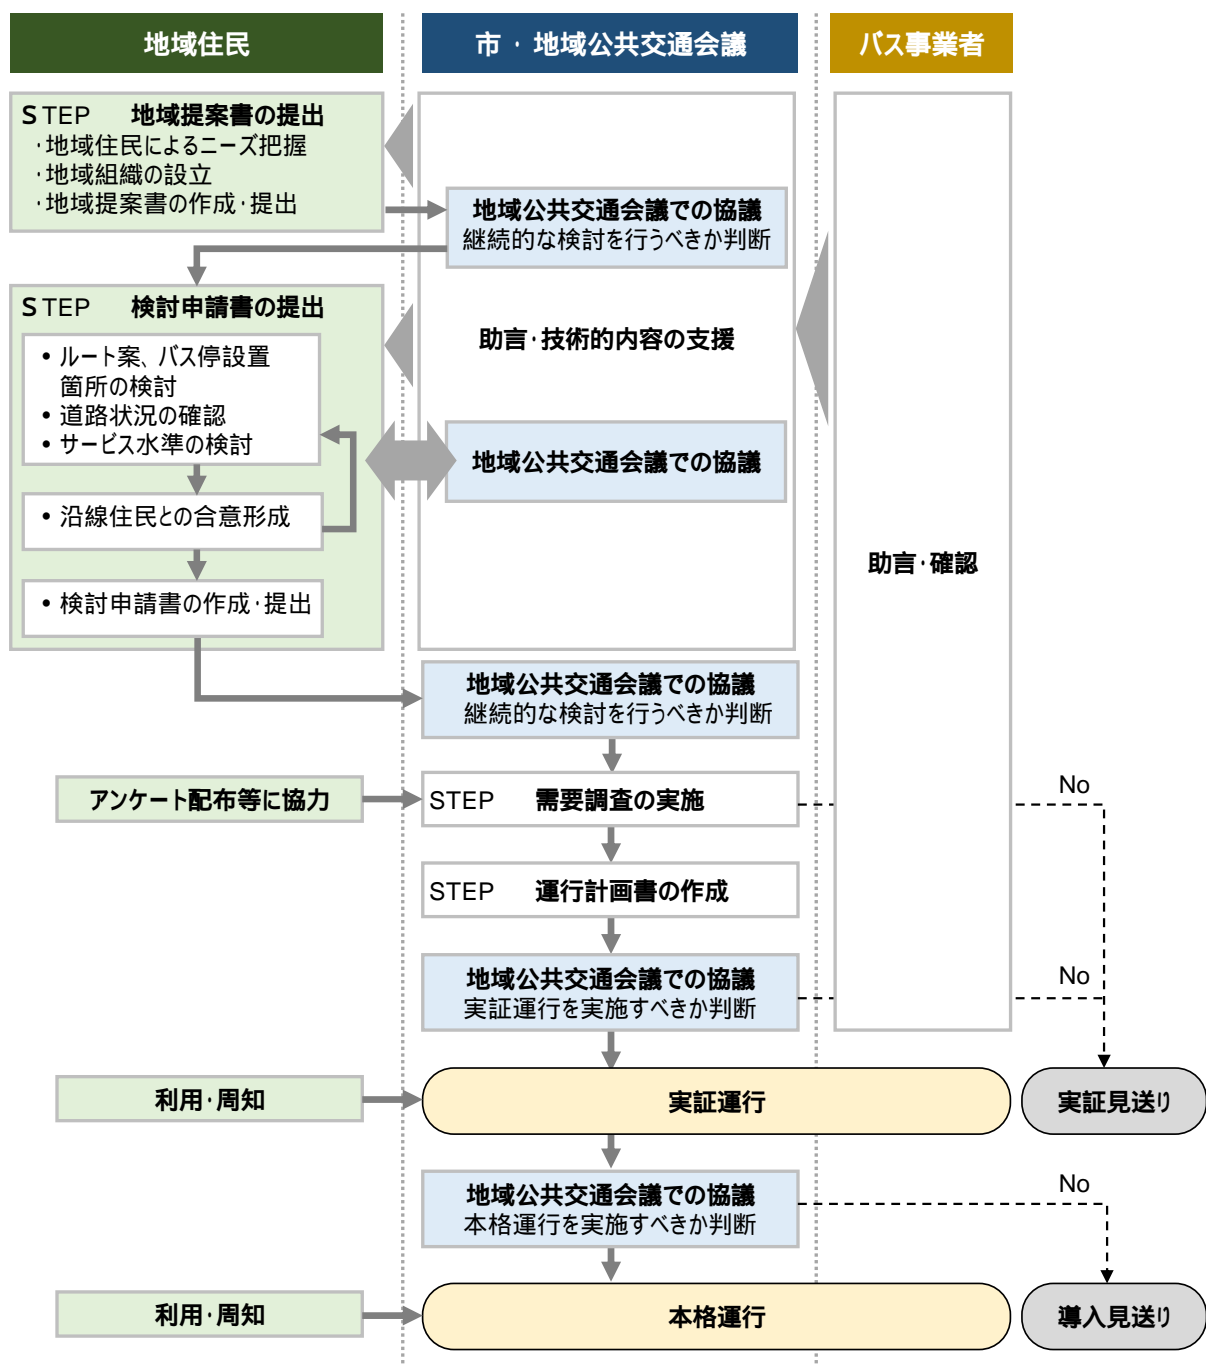 地域住民
市・地域公共交通会議
バス事業者
STEP 地域提案書の提出
・地域住民によるニーズ把握
・地域組織の設立
・地域提案書の作成・提出
地域公共交通会議での協議
継続的な検討を行うべきか判断
STEP 検討申請書の提出
• ルート案、バス停設置
箇所の検討
• 道路状況の確認
• サービス水準の検討
• 沿線住民との合意形成
• 検討申請書の作成・提出
助言・技術的内容の支援
地域公共交通会議での協議
助言・確認
地域公共交通会議での協議
継続的な検討を行うべきか判断
アンケート配布等に協力
STEP 需要調査の実施
No
STEP 運行計画書の作成
地域公共交通会議での協議
実証運行を実施すべきか判断
No
利用・周知
実証運行
実証見送り
地域公共交通会議での協議
本格運行を実施すべきか判断
No
利用・周知
本格運行
導入見送り